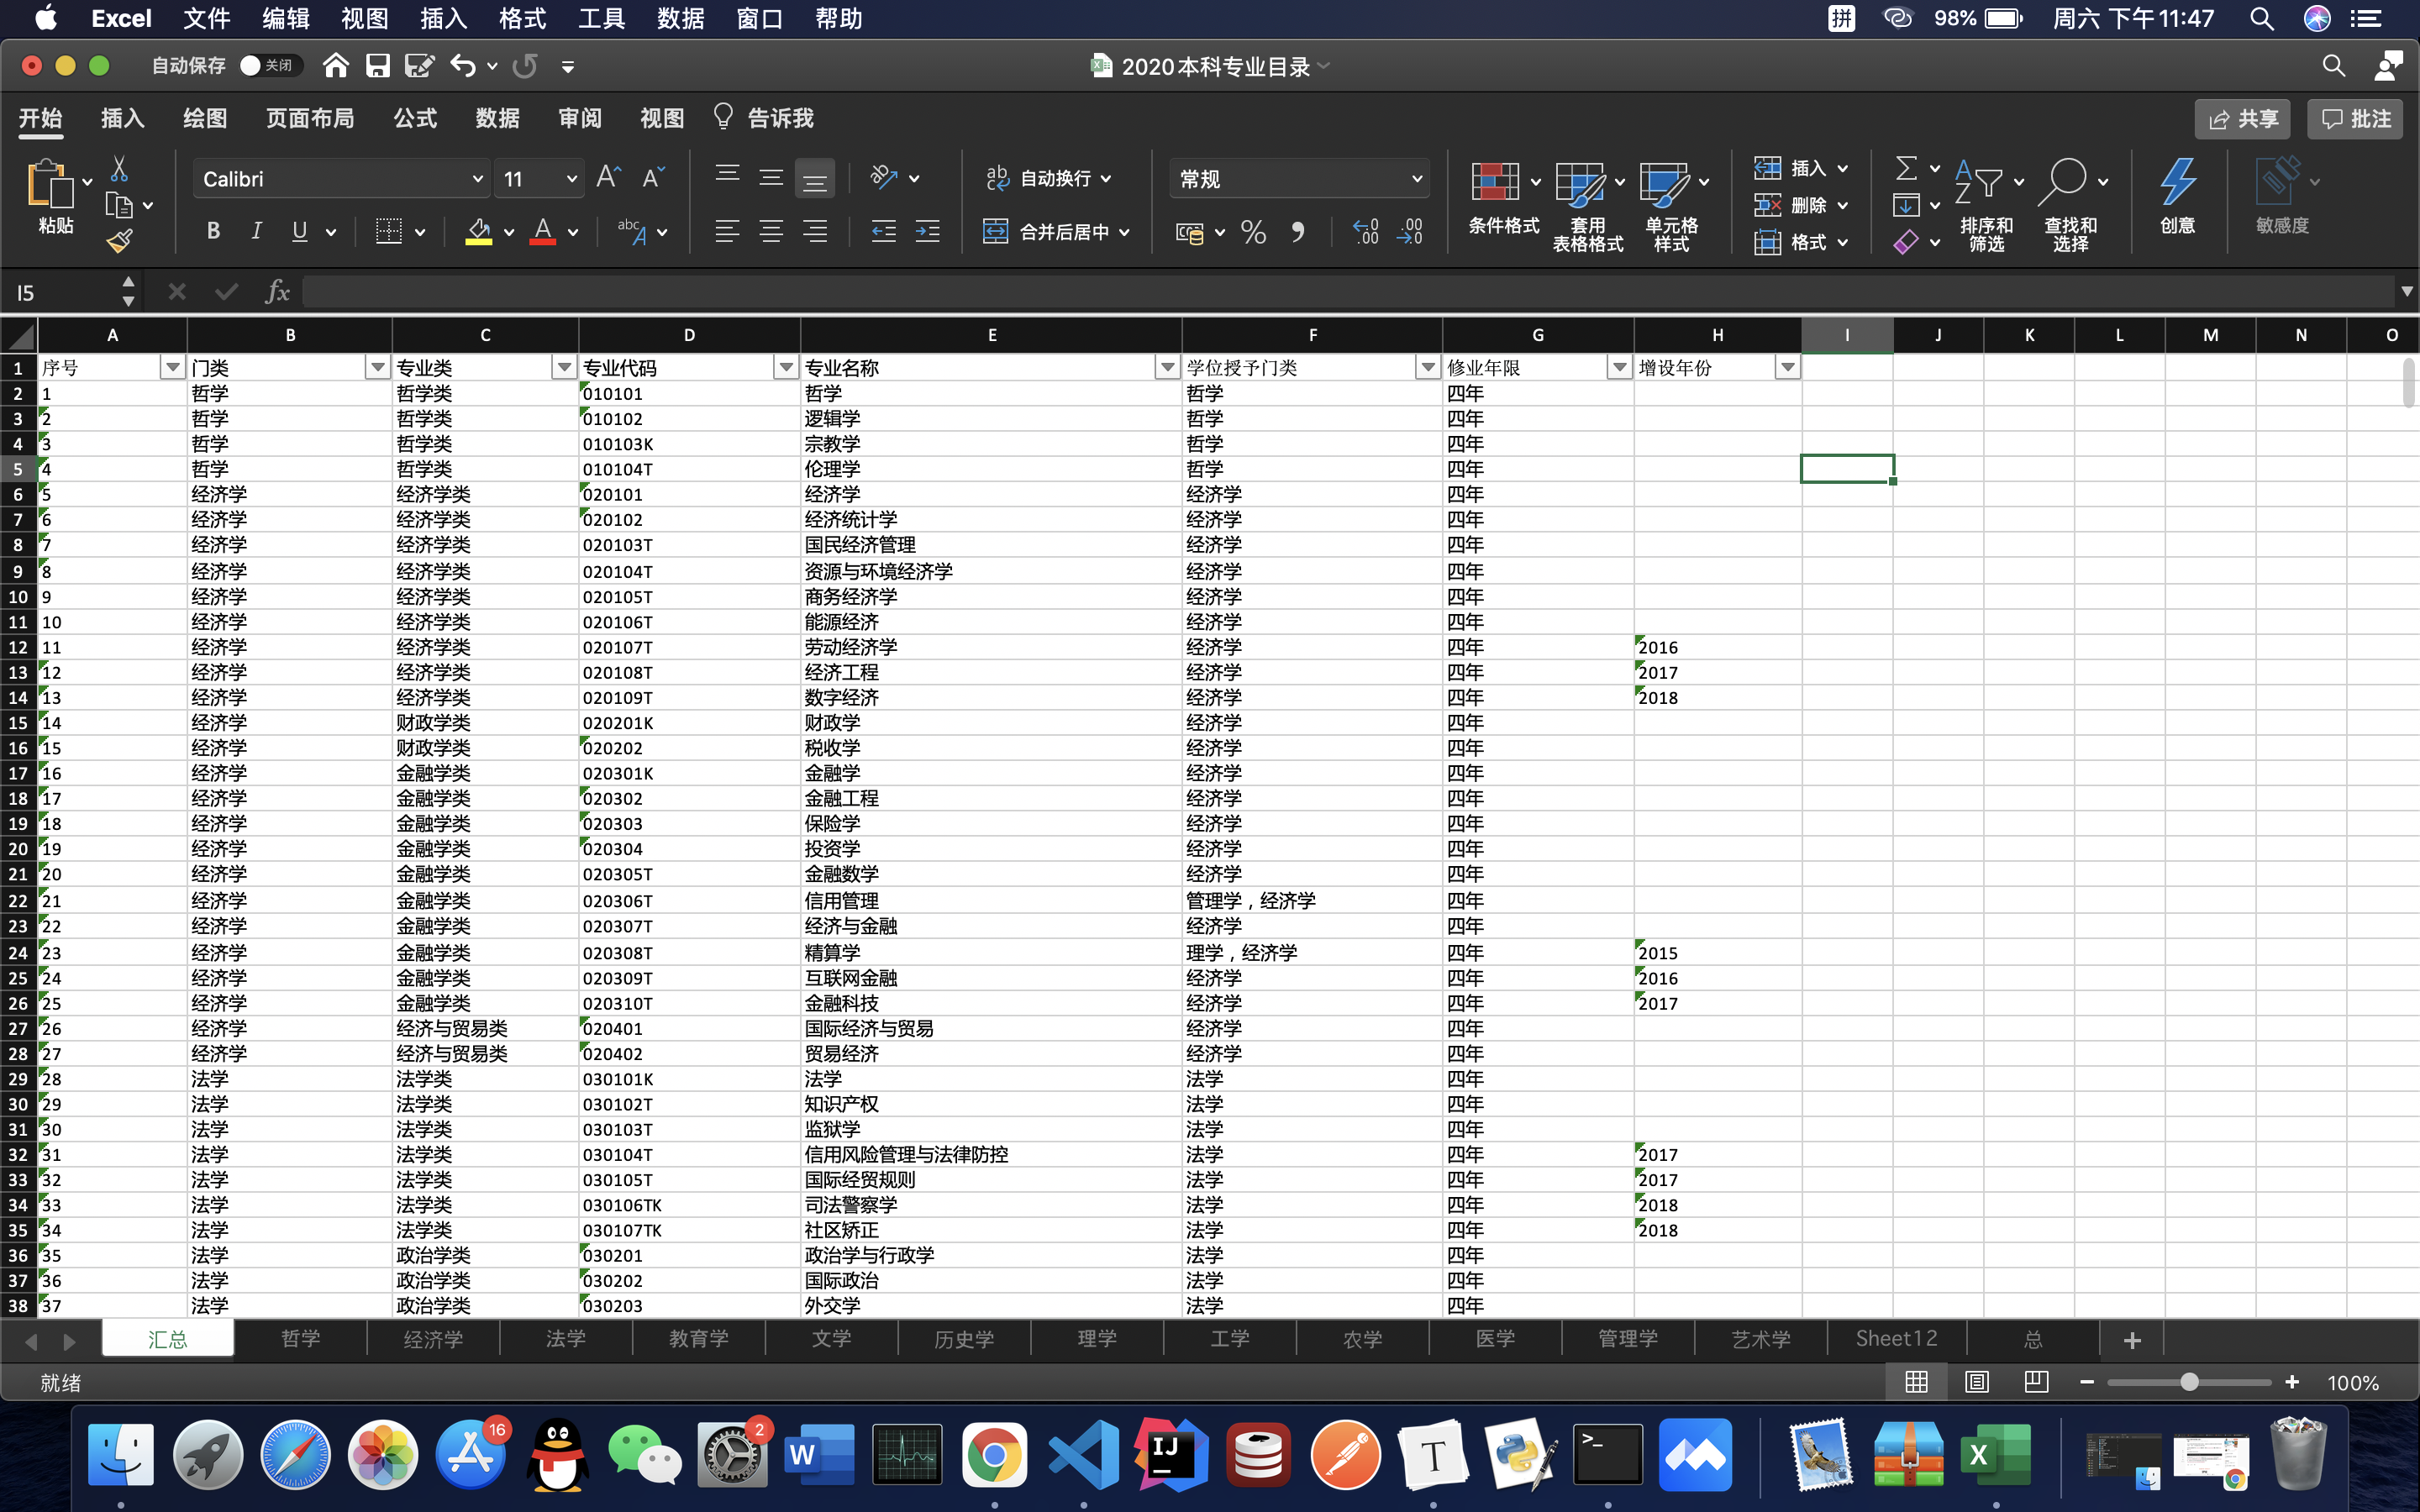 Excel 文件 编辑 视图 插入 格式 工具 数据 窗口 帮助 拼 98% 周六 下午11:47
自动保存 关闭 2020本科专业目录
开始 插入 绘图 页面布局 公式 数据 审阅 视图 告诉我 共享 批注
粘贴 Calibri 11 自动换行 常规 条件格式 套用 表格格式 单元格 样式 插入 删除 格式 排序和 筛选 查找和 选择 创意 敏感度
B I U A abc A 合并后居中 %
I5 fx
A B C D E F G H I J K L M N O
1 序号 门类 专业类 专业代码 专业名称 学位授予门类 修业年限 增设年份
2 1 哲学 哲学类 010101 哲学 哲学 四年
3 2 哲学 哲学类 010102 逻辑学 哲学 四年
4 3 哲学 哲学类 010103K 宗教学 哲学 四年
5 4 哲学 哲学类 010104T 伦理学 哲学 四年
6 5 经济学 经济学类 020101 经济学 经济学 四年
7 6 经济学 经济学类 020102 经济统计学 经济学 四年
8 7 经济学 经济学类 020103T 国民经济管理 经济学 四年
9 8 经济学 经济学类 020104T 资源与环境经济学 经济学 四年
10 9 经济学 经济学类 020105T 商务经济学 经济学 四年
11 10 经济学 经济学类 020106T 能源经济 经济学 四年
12 11 经济学 经济学类 020107T 劳动经济学 经济学 四年 2016
13 12 经济学 经济学类 020108T 经济工程 经济学 四年 2017
14 13 经济学 经济学类 020109T 数字经济 经济学 四年 2018
15 14 经济学 财政学类 020201K 财政学 经济学 四年
16 15 经济学 财政学类 020202 税收学 经济学 四年
17 16 经济学 金融学类 020301K 金融学 经济学 四年
18 17 经济学 金融学类 020302 金融工程 经济学 四年
19 18 经济学 金融学类 020303 保险学 经济学 四年
20 19 经济学 金融学类 020304 投资学 经济学 四年
21 20 经济学 金融学类 020305T 金融数学 经济学 四年
22 21 经济学 金融学类 020306T 信用管理 管理学，经济学 四年
23 22 经济学 金融学类 020307T 经济与金融 经济学 四年
24 23 经济学 金融学类 020308T 精算学 理学，经济学 四年 2015
25 24 经济学 金融学类 020309T 互联网金融 经济学 四年 2016
26 25 经济学 金融学类 020310T 金融科技 经济学 四年 2017
27 26 经济学 经济与贸易类 020401 国际经济与贸易 经济学 四年
28 27 经济学 经济与贸易类 020402 贸易经济 经济学 四年
29 28 法学 法学类 030101K 法学 法学 四年
30 29 法学 法学类 030102T 知识产权 法学 四年
31 30 法学 法学类 030103T 监狱学 法学 四年
32 31 法学 法学类 030104T 信用风险管理与法律防控 法学 四年 2017
33 32 法学 法学类 030105T 国际经贸规则 法学 四年 2017
34 33 法学 法学类 030106TK 司法警察学 法学 四年 2018
35 34 法学 法学类 030107TK 社区矫正 法学 四年 2018
36 35 法学 政治学类 030201 政治学与行政学 法学 四年
37 36 法学 政治学类 030202 国际政治 法学 四年
38 37 法学 政治学类 030203 外交学 法学 四年
汇总 哲学 经济学 法学 教育学 文学 历史学 理学 工学 农学 医学 管理学 艺术学 Sheet12 总 +
就绪 100%
16 2 W IJ T >_ X